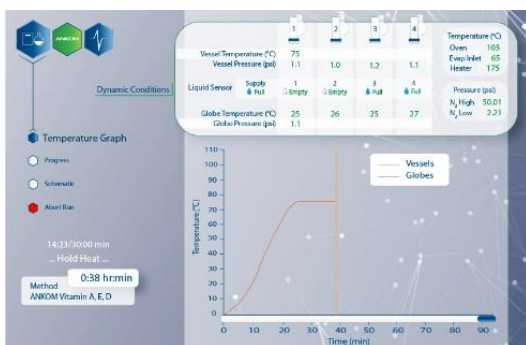 ANKOM
1 2 3 4
Vessel Temperature (°C) 75
Vessel Pressure (psi) 1.1 1.0 1.2 1.1
Dynamic Conditions
Liquid Sensor Supply Full 1 Empty 2 Empty 3 Full 4 Full
Globe Temperature (°C) 25 26 25 27
Globe Pressure (psi) 1.1
Temperature (°C)
Oven 105
Evap Inlet 65
Heater 175
Pressure (psi)
N2 High 50.01
N2 Low 2.21
Temperature Graph
Progress
Schematic
Abort Run
14:23/30:00 min
... Hold Heat ...
0:38 hr:min
Method
ANKOM Vitamin A, E, D
Vessels
Globes
Temperature (°C)
110
100
90
80
70
60
50
40
30
20
10
0
0 10 20 30 40 50 60 70 80 90
Time (min)